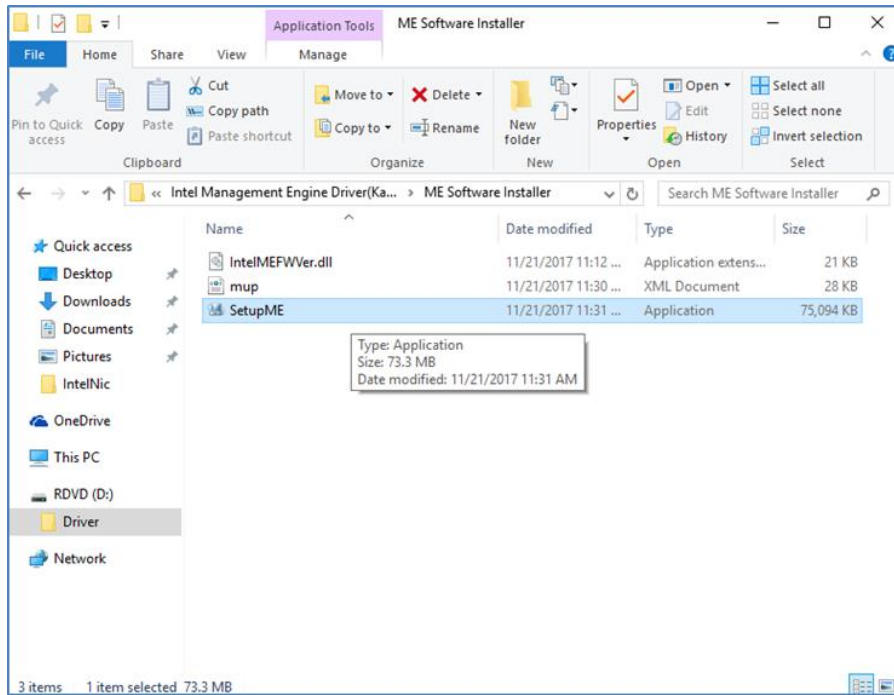 Application Tools ME Software Installer
File Home Share View Manage
Pin to Quick access
Copy
Paste
Cut
Copy path
Paste shortcut
Clipboard
Move to
Copy to
Delete
Rename
Organize
New folder
New
Properties
Open
Edit
History
Open
Select all
Select none
Invert selection
Select
« Intel Management Engine Driver(Ka... › ME Software Installer
Search ME Software Installer
Quick access
Desktop
Downloads
Documents
Pictures
IntelNic
OneDrive
This PC
RDVD (D:)
Driver
Network
Name Date modified Type Size
IntelMEFWVer.dll 11/21/2017 11:12 ... Application extens... 21 KB
mup 11/21/2017 11:30 ... XML Document 28 KB
SetupME 11/21/2017 11:31 ... Application 75,094 KB
Type: Application
Size: 73.3 MB
Date modified: 11/21/2017 11:31 AM
3 items 1 item selected 73.3 MB